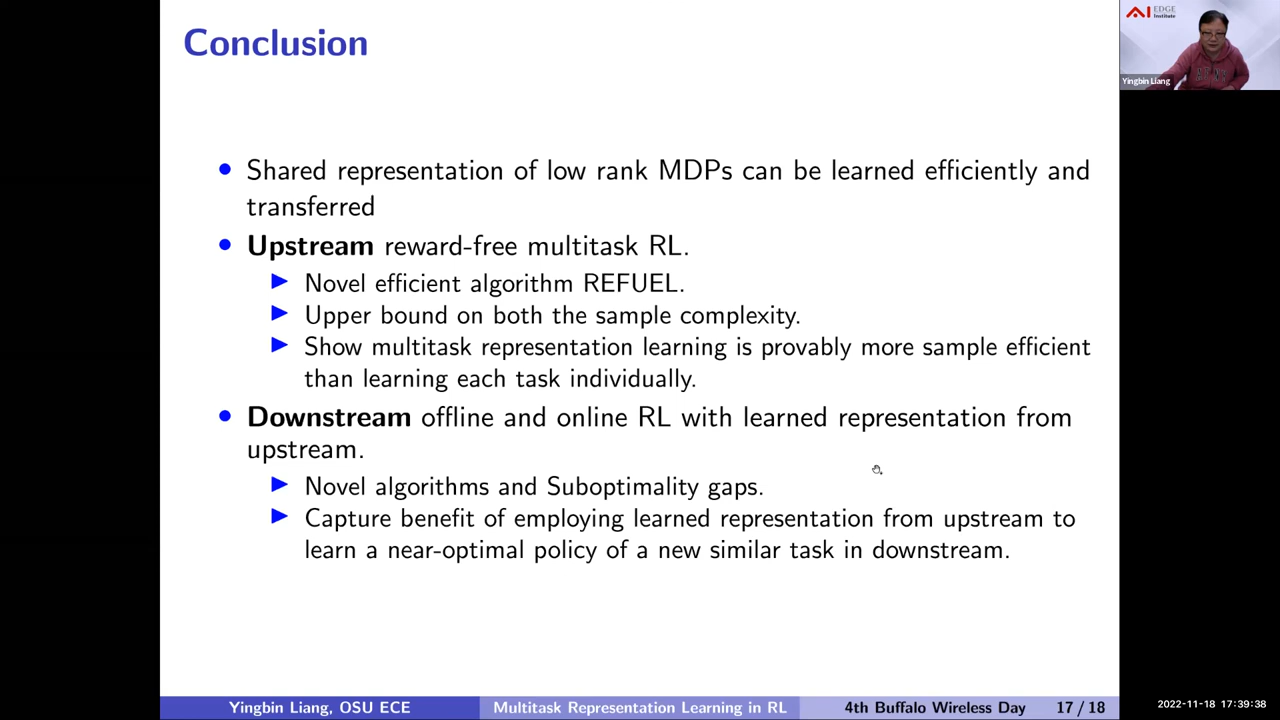 Conclusion
AI EDGE
Institute
Yingbin Liang
• Shared representation of low rank MDPs can be learned efficiently and
transferred
• Upstream reward-free multitask RL.
▶ Novel efficient algorithm REFUEL.
▶ Upper bound on both the sample complexity.
▶ Show multitask representation learning is provably more sample efficient
than learning each task individually.
• Downstream offline and online RL with learned representation from
upstream.
▶ Novel algorithms and Suboptimality gaps.
▶ Capture benefit of employing learned representation from upstream to
learn a near-optimal policy of a new similar task in downstream.
Yingbin Liang, OSU ECE Multitask Representation Learning in RL 4th Buffalo Wireless Day 17 / 18
2022-11-18 17:39:38